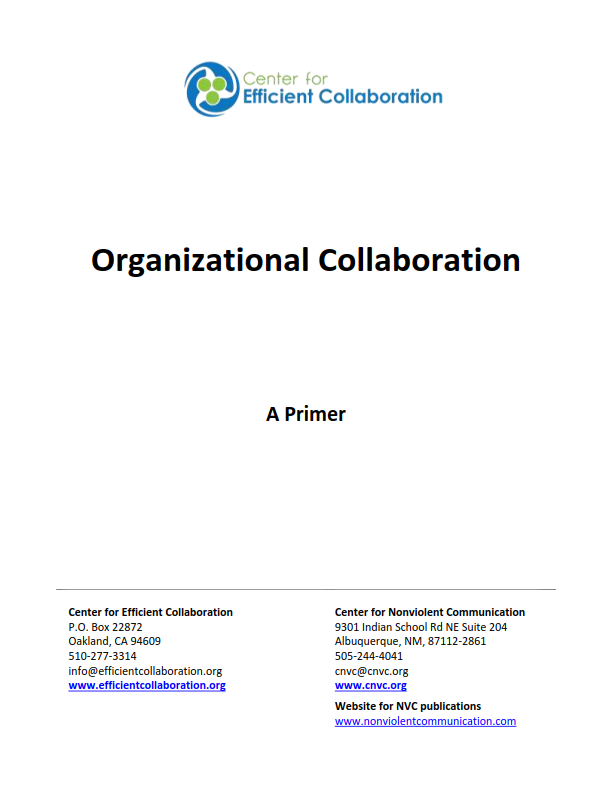 Center for
Efficient Collaboration
Organizational Collaboration
A Primer
Center for Efficient Collaboration
P.O. Box 22872
Oakland, CA 94609
510-277-3314
info@efficientcollaboration.org
www.efficientcollaboration.org
Center for Nonviolent Communication
9301 Indian School Rd NE Suite 204
Albuquerque, NM, 87112-2861
505-244-4041
cnvc@cnvc.org
www.cnvc.org
Website for NVC publications
www.nonviolentcommunication.com